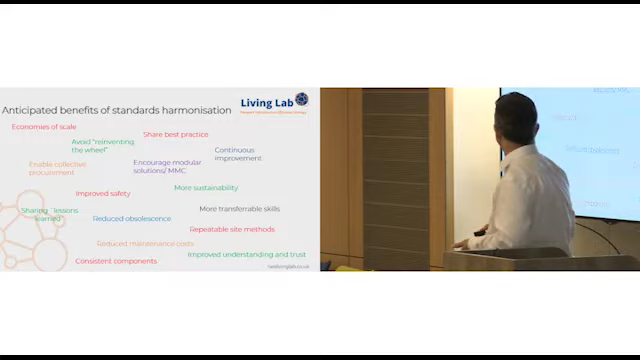 Anticipated benefits of standards harmonisation
Living Lab
Economies of scale
Share best practice
Avoid "reinventing
the wheel"
Continuous
improvement
Enable collective
procurement
Encourage modular
solutions/ MMC
Improved safety
More sustainability
Sharing "lessons
learned"
Reduced obsolescence
More transferrable skills
Repeatable site methods
Reduced maintenance costs
Improved understanding and trust
Consistent components